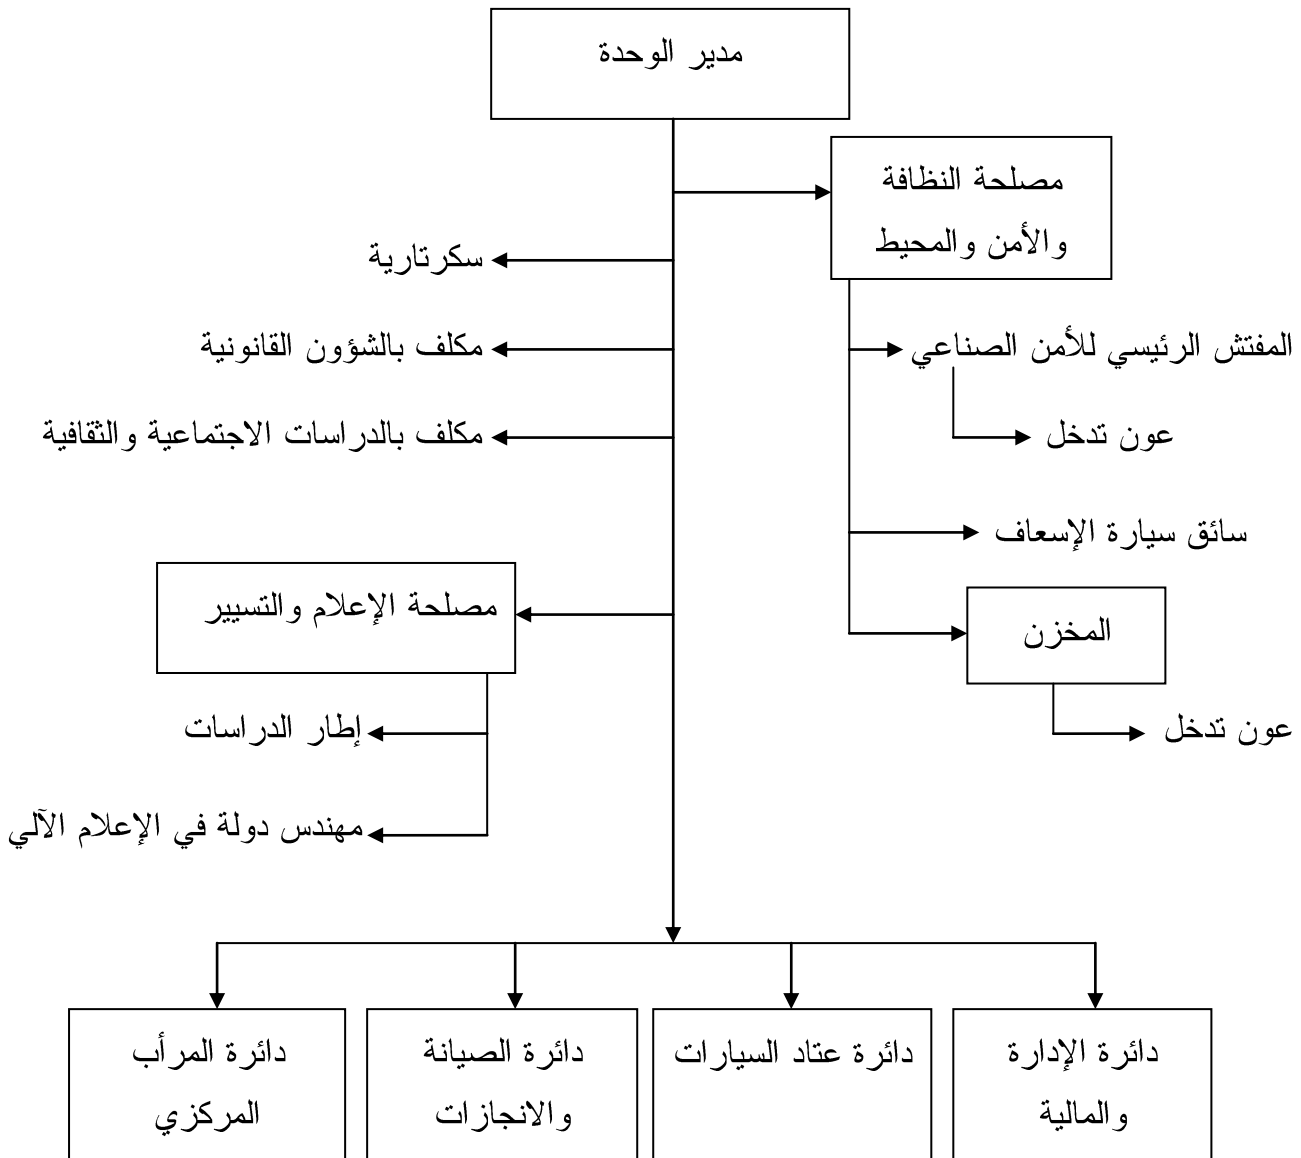 مدير الوحدة
مصلحة النظافة
والأمن والمحيط
سكرتارية
المفتش الرئيسي للأمن الصناعي
مكلف بالشؤون القانونية
عون تدخل
مكلف بالدراسات الاجتماعية والثقافية
سائق سيارة الإسعاف
مصلحة الإعلام والتسيير
المخزن
عون تدخل
إطار الدراسات
مهندس دولة في الإعلام الآلي
دائرة الإدارة
والمالية
دائرة عتاد السيارات
دائرة الصيانة
والانجازات
دائرة المرأب
المركزي